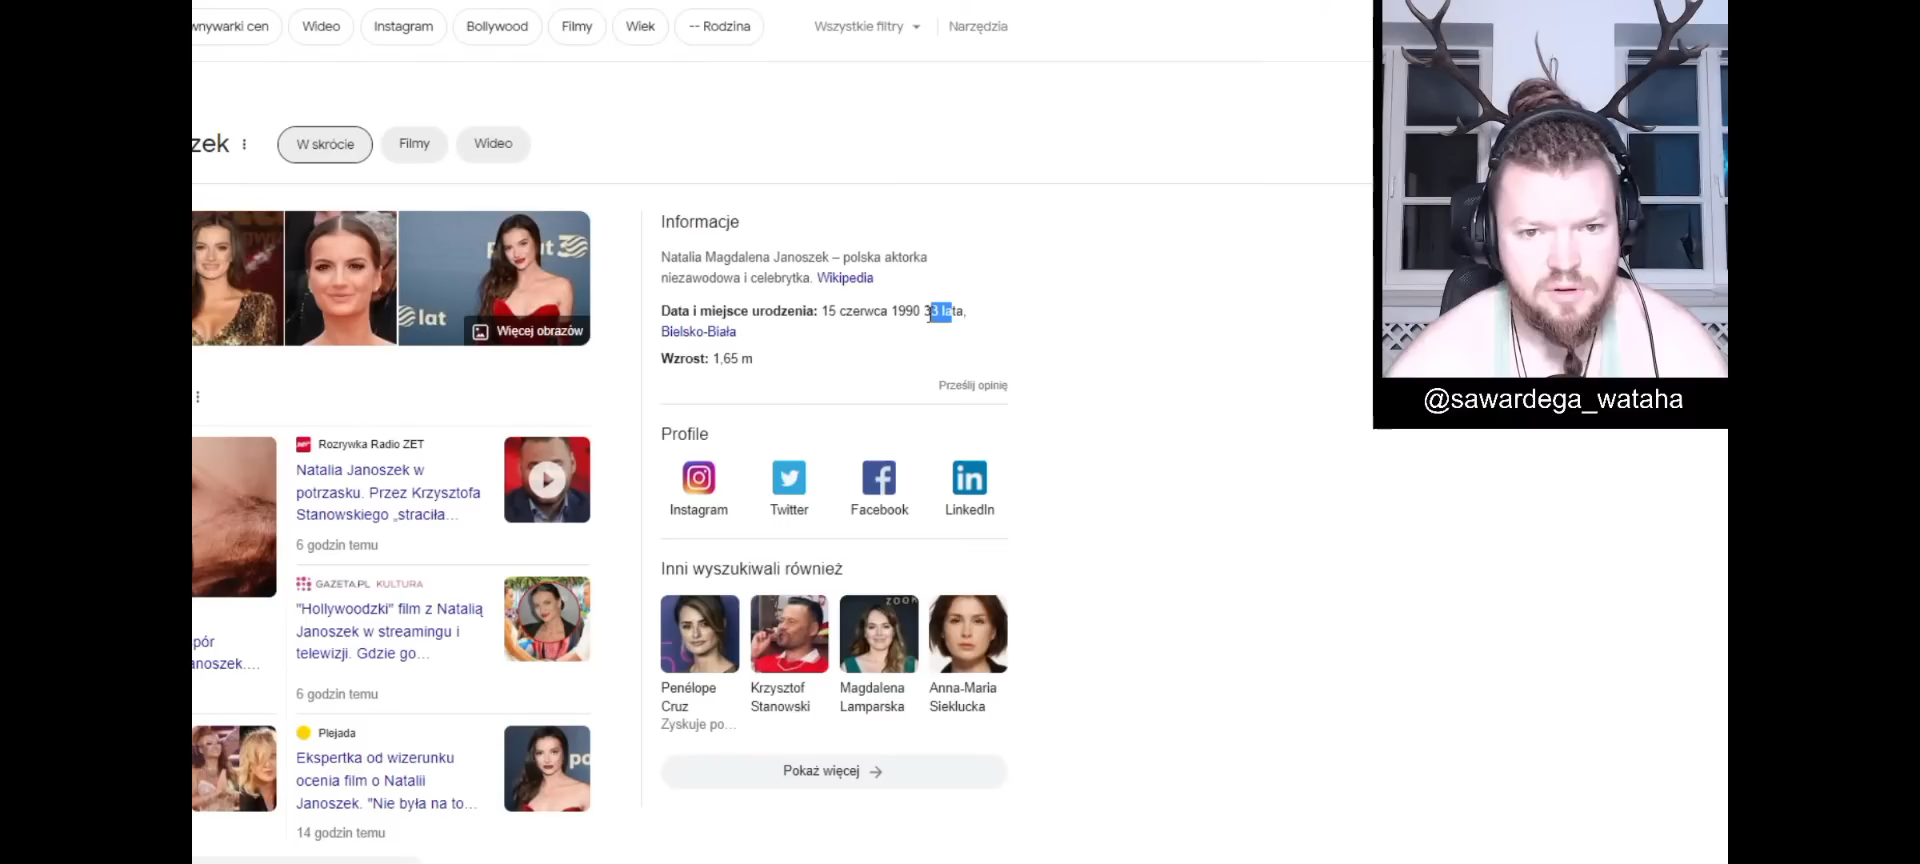 wnywarki cen
Wideo
Instagram
Bollywood
Filmy
Wiek
-- Rodzina
Wszystkie filtry
Narzędzia
zek
W skrócie
Filmy
Wideo
lat
Więcej obrazów
Informacje
Natalia Magdalena Janoszek – polska aktorka
niezawodowa i celebrytka. Wikipedia
Data i miejsce urodzenia: 15 czerwca 1990 33 lata,
Bielsko-Biała
Wzrost: 1,65 m
Prześlij opinię
@sawardega_wataha
Profile
Instagram
Twitter
Facebook
LinkedIn
Rozrywka Radio ZET
Natalia Janoszek w
potrzasku. Przez Krzysztofa
Stanowskiego „straciła...
6 godzin temu
GAZETA.PL KULTURA
"Hollywoodzki" film z Natalią
Janoszek w streamingu i
telewizji. Gdzie go...
6 godzin temu
pór
anoszek....
Plejada
Ekspertka od wizerunku
ocenia film o Natalii
Janoszek. "Nie była na to...
14 godzin temu
Inni wyszukiwali również
Penélope
Cruz
Zyskuje po...
Krzysztof
Stanowski
Magdalena
Lamparska
Anna-Maria
Sieklucka
Pokaż więcej